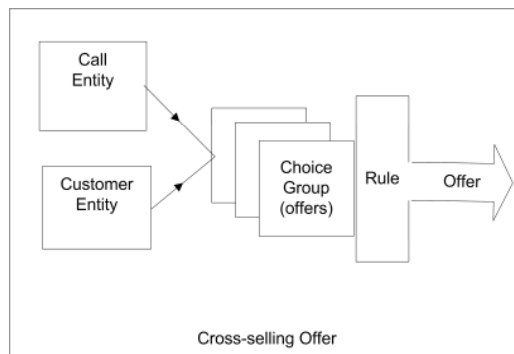 Call
Entity
Customer
Entity
Choice
Group
(offers)
Rule
Offer
Cross-selling Offer